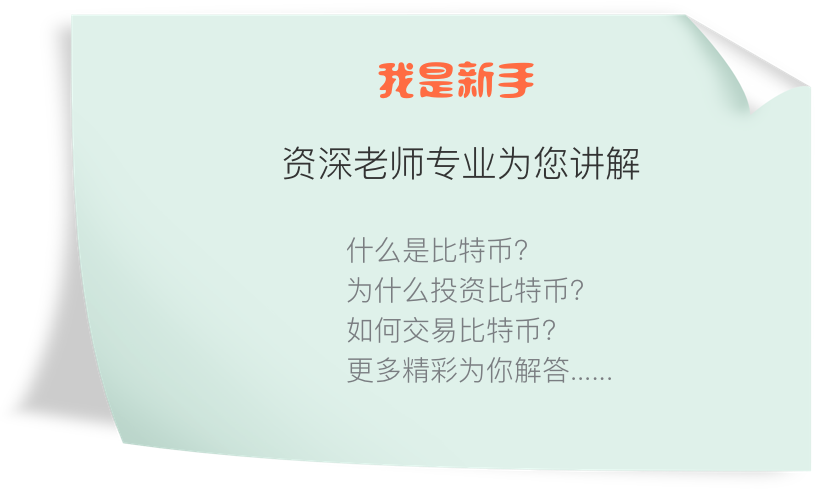 我是新手
资深老师专业为您讲解
什么是比特币?
为什么投资比特币?
如何交易比特币?
更多精彩为你解答......